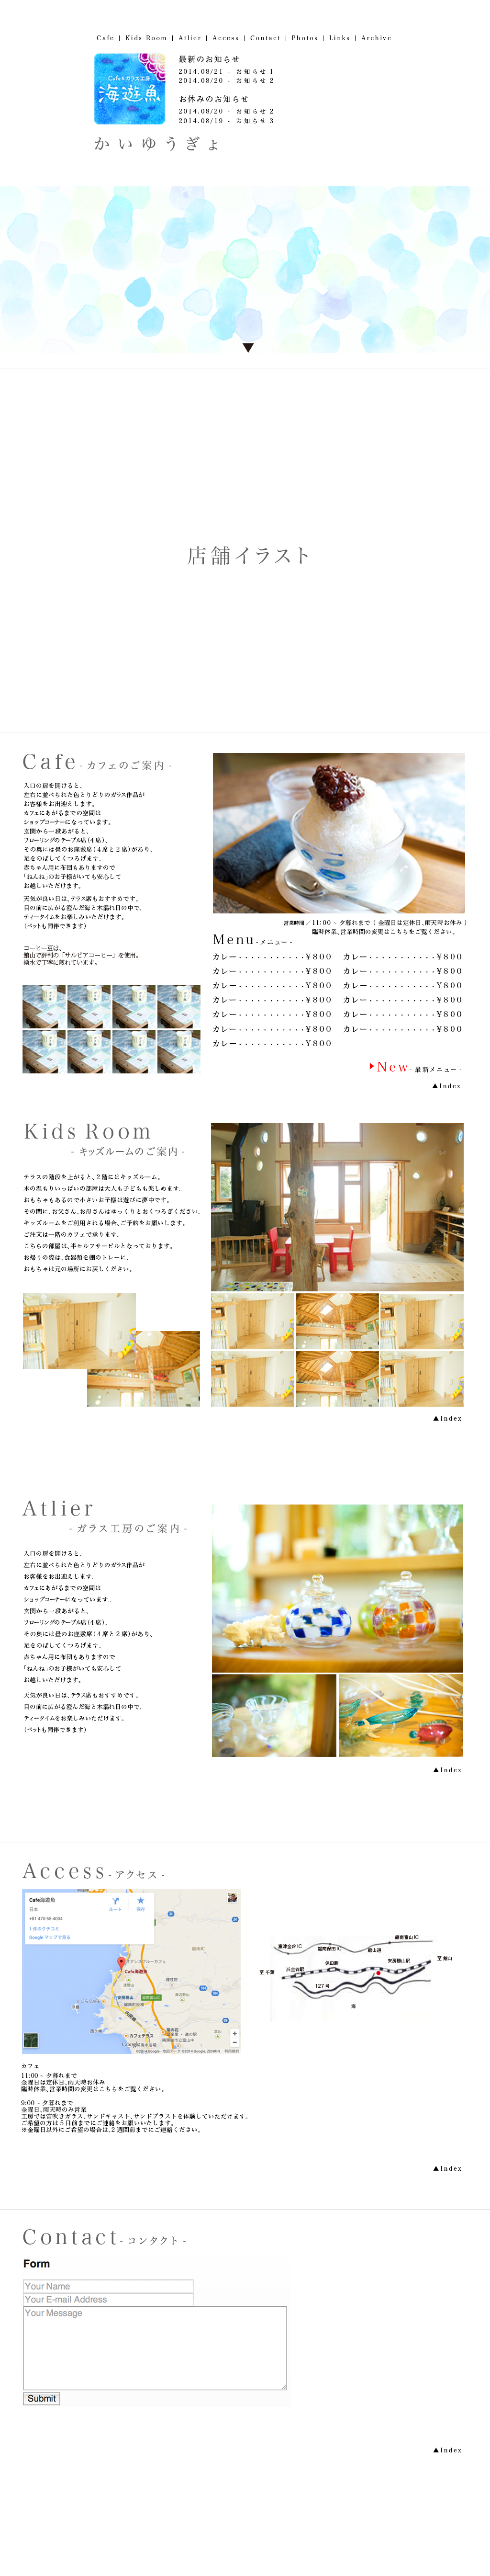 Cafe | Kids Room | Atlier | Access | Contact | Photos | Links | Archive
Cafe&ガラス工房
海遊魚
最新のお知らせ
2014.08/21 - お知らせ1
2014.08/20 - お知らせ2
お休みのお知らせ
2014.08/20 - お知らせ2
2014.08/19 - お知らせ3
かいゆうぎょ
▼
店舗イラスト
Cafe - カフェのご案内 -
入口の扉を開けると、
左右に並べられた色とりどりのガラス作品が
お客様をお出迎えします。
カフェにあがるまでの空間は
ショップコーナーになっています。
玄関から一段あがると、
フローリングのテーブル席(4席)、
その奥には畳のお座敷席(4席と2席)があり、
足をのばしてくつろげます。
赤ちゃん用に布団もありますので
「ねんね」のお子様がいても安心して
お越しいただけます。
天気が良い日は、テラス席もおすすめです。
目の前に広がる澄んだ海と木漏れ日の中で、
ティータイムをお楽しみいただけます。
(ペットも同伴できます)
コーヒー豆は、
館山で評判の「サルビアコーヒー」を使用。
湧水で丁寧に煎れています。
営業時間／11:00 – 夕暮れまで ( 金曜日は定休日、雨天時お休み )
臨時休業、営業時間の変更はこちらをご覧ください。
Menu - メニュー -
カレー・・・・・・・・・・・¥800 カレー・・・・・・・・・・・¥800
カレー・・・・・・・・・・・¥800 カレー・・・・・・・・・・・¥800
カレー・・・・・・・・・・・¥800 カレー・・・・・・・・・・・¥800
カレー・・・・・・・・・・・¥800 カレー・・・・・・・・・・・¥800
カレー・・・・・・・・・・・¥800 カレー・・・・・・・・・・・¥800
カレー・・・・・・・・・・・¥800 カレー・・・・・・・・・・・¥800
カレー・・・・・・・・・・・¥800
▶New - 最新メニュー -
▲Index
Kids Room
- キッズルームのご案内 -
テラスの階段を上がると、2階にはキッズルーム。
木の温もりいっぱいの部屋は大人も子どもも楽しめます。
おもちゃもあるので小さいお子様は遊びに夢中です。
その間に、お父さん、お母さんはゆっくりとおくつろぎください。
キッズルームをご利用される場合、ご予約をお願いします。
ご注文は一階のカフェで承ります。
こちらの部屋は、半セルフサービルとなっております。
お帰りの際は、食器類を棚のトレーに、
おもちゃは元の場所にお戻しください。
▲Index
Atlier
- ガラス工房のご案内 -
入口の扉を開けると、
左右に並べられた色とりどりのガラス作品が
お客様をお出迎えします。
カフェにあがるまでの空間は
ショップコーナーになっています。
玄関から一段あがると、
フローリングのテーブル席(4席)、
その奥には畳のお座敷席(4席と2席)があり、
足をのばしてくつろげます。
赤ちゃん用に布団もありますので
「ねんね」のお子様がいても安心して
お越しいただけます。
天気が良い日は、テラス席もおすすめです。
目の前に広がる澄んだ海と木漏れ日の中で、
ティータイムをお楽しみいただけます。
(ペットも同伴できます)
▲Index
Access - アクセス -
Cafe海遊魚
日本
+81 470-55-4004
1 件のクチコミ
Google マップで見る
ルート
保存
Cafe海遊魚
富津金谷IC
鋸南保田IC
鋸南富山IC
館山道
至 千葉
浜金谷駅
保田駅
安房勝山駅
至 館山
127号
海
カフェ
11:00 – 夕暮れまで
金曜日は定休日、雨天時お休み
臨時休業、営業時間の変更はこちらをご覧ください。
9:00 – 夕暮れまで
金曜日、雨天時のみ営業
工房では宙吹きガラス、サンドキャスト、サンドブラストを体験していただけます。
ご希望の方は5日前までにご連絡をお願いいたします。
※金曜日以外にご希望の場合は、2週間前までにご連絡ください。
▲Index
Contact - コンタクト -
Form
Your Name
Your E-mail Address
Your Message
Submit
▲Index